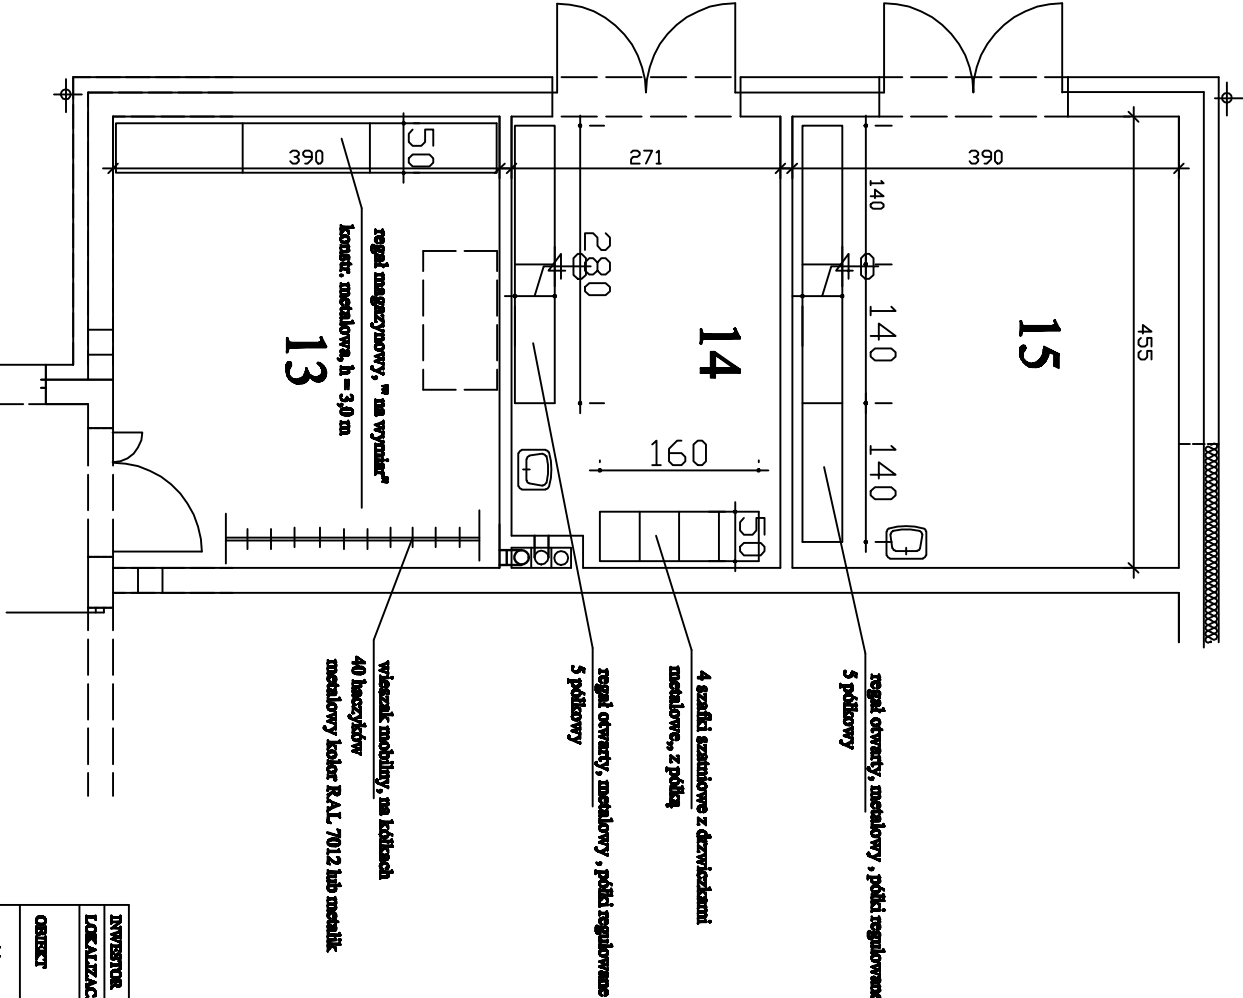 15
14
13
390
271
390
455
50
280
40
160
50
140
40
140
140
regał magazynowy, " na wymiar"
konstr. metalowa, h = 3,0 m
regał otwarty, metalowy , półki regulowane
5 półkowy
4 szafki szatniowe z drzwiczkami
metalowe,, z półką
regał otwarty, metalowy , półki regulowane
5 półkowy
wieszak mobilny, na kółkach
40 haczyków
metalowy kolor RAL 7012 lub metalik
INWESTOR
LOKALIZAC
OBIEKT